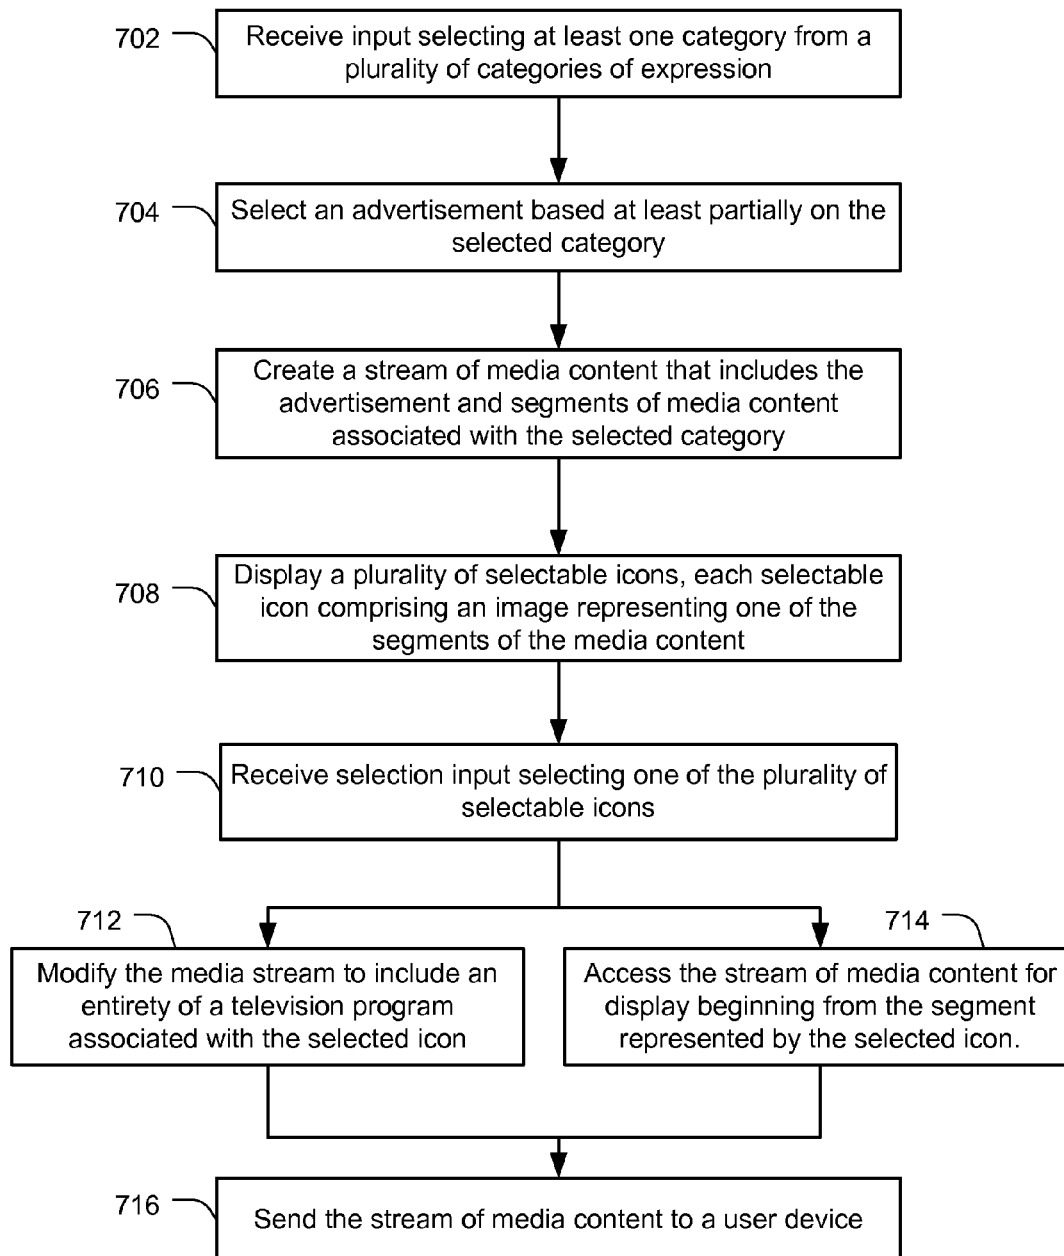 702
Receive input selecting at least one category from a
plurality of categories of expression
704
Select an advertisement based at least partially on the
selected category
706
Create a stream of media content that includes the
advertisement and segments of media content
associated with the selected category
708
Display a plurality of selectable icons, each selectable
icon comprising an image representing one of the
segments of the media content
710
Receive selection input selecting one of the plurality of
selectable icons
712
Modify the media stream to include an
entirety of a television program
associated with the selected icon
714
Access the stream of media content for
display beginning from the segment
represented by the selected icon.
716
Send the stream of media content to a user device